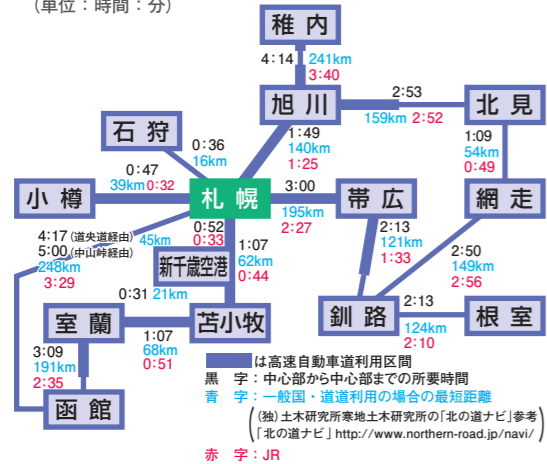 （単位：時間：分）
稚内
4:14 241km
3:40
旭川
2:53
159km 2:52
北見
石狩
0:36
16km
1:49
140km
1:25
1:09
54km
0:49
0:47
39km 0:32
小樽
札幌
3:00
195km
2:27
帯広
網走
4:17（道央道経由）
5:00（中山峠経由）
248km
3:29
45km
0:52
0:33
1:07
62km
0:44
2:13
121km
1:33
2:50
149km
2:56
新千歳空港
0:31 21km
室蘭
1:07
68km
0:51
苫小牧
釧路
2:13
124km
2:10
根室
3:09
191km
2:35
函館
は高速自動車道利用区間
黒　字：中心部から中心部までの所要時間
青　字：一般国・道道利用の場合の最短距離
（（独）土木研究所寒地土木研究所の「北の道ナビ」参考
「北の道ナビ」http://www.northern-road.jp/navi/）
赤　字：JR